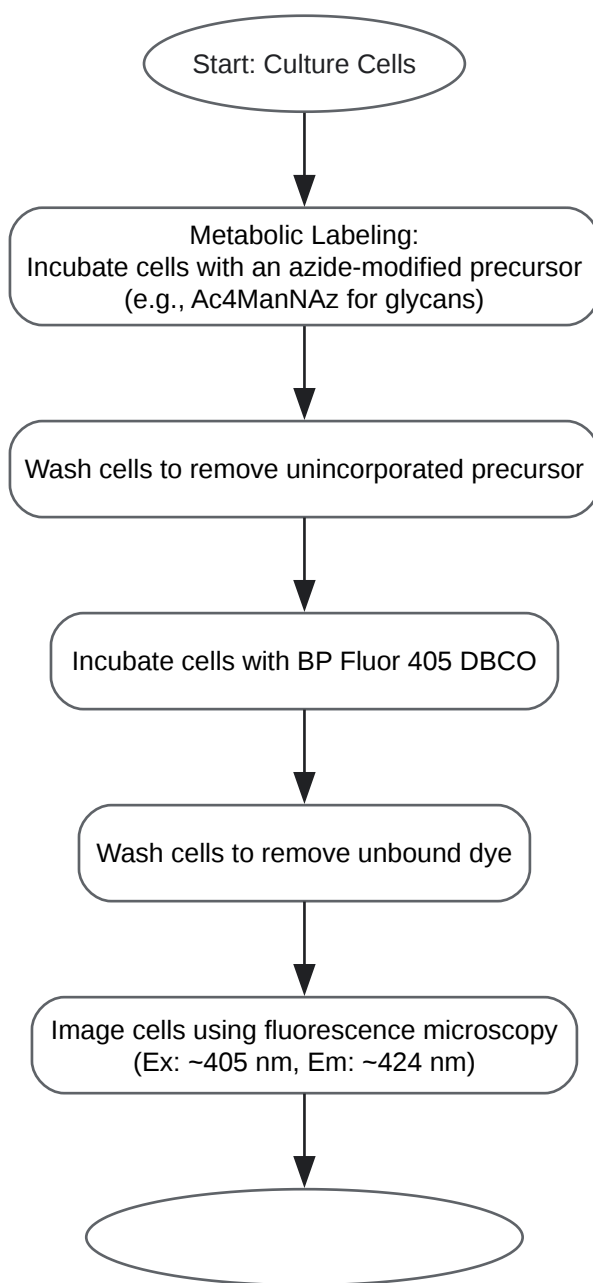 Start: Culture Cells
Metabolic Labeling:
Incubate cells with an azide-modified precursor
(e.g., Ac4ManNAz for glycans)
Wash cells to remove unincorporated precursor
Incubate cells with BP Fluor 405 DBCO
Wash cells to remove unbound dye
Image cells using fluorescence microscopy
(Ex: ~405 nm, Em: ~424 nm)